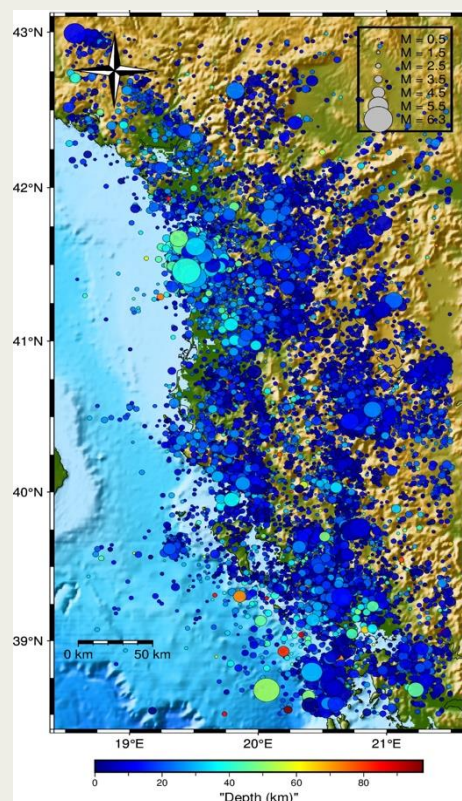 43°N
M = 0.5
M = 1.5
M = 2.5
M = 3.5
M = 4.5
M = 5.5
M = 6.3
42°N
41°N
40°N
39°N
0 km 50 km
19°E 20°E 21°E
0 20 40 60 80
"Depth (km)"